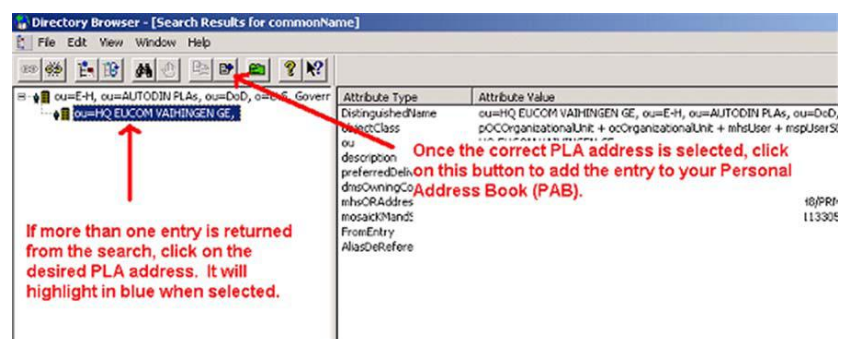 Directory Browser - [Search Results for commonName]
File Edit View Window Help
ou=E-H, ou=AUTODIN PLAs, ou=DoD, Goverr
ou=HQ EUCOM VAIHINGEN GE,
Attribute Type Attribute Value
DistinguishedName ou=HQ EUCOM VAIHINGEN GE, ou=E-H, ou=AUTODIN PLAs, ou=DoD,
objectClass pOCOrganizationalUnit + ocOrganizationalUnit + mhsUser +
ou
description
preferredDeliv
dmsOwningCo
mhsORAddres
mosaicKMandS 113305
FromEntry
AliasDeRefere
Once the correct PLA address is selected, click
on this button to add the entry to your Personal
Address Book (PAB).
If more than one entry is returned
from the search, click on the
desired PLA address. It will
highlight in blue when selected.